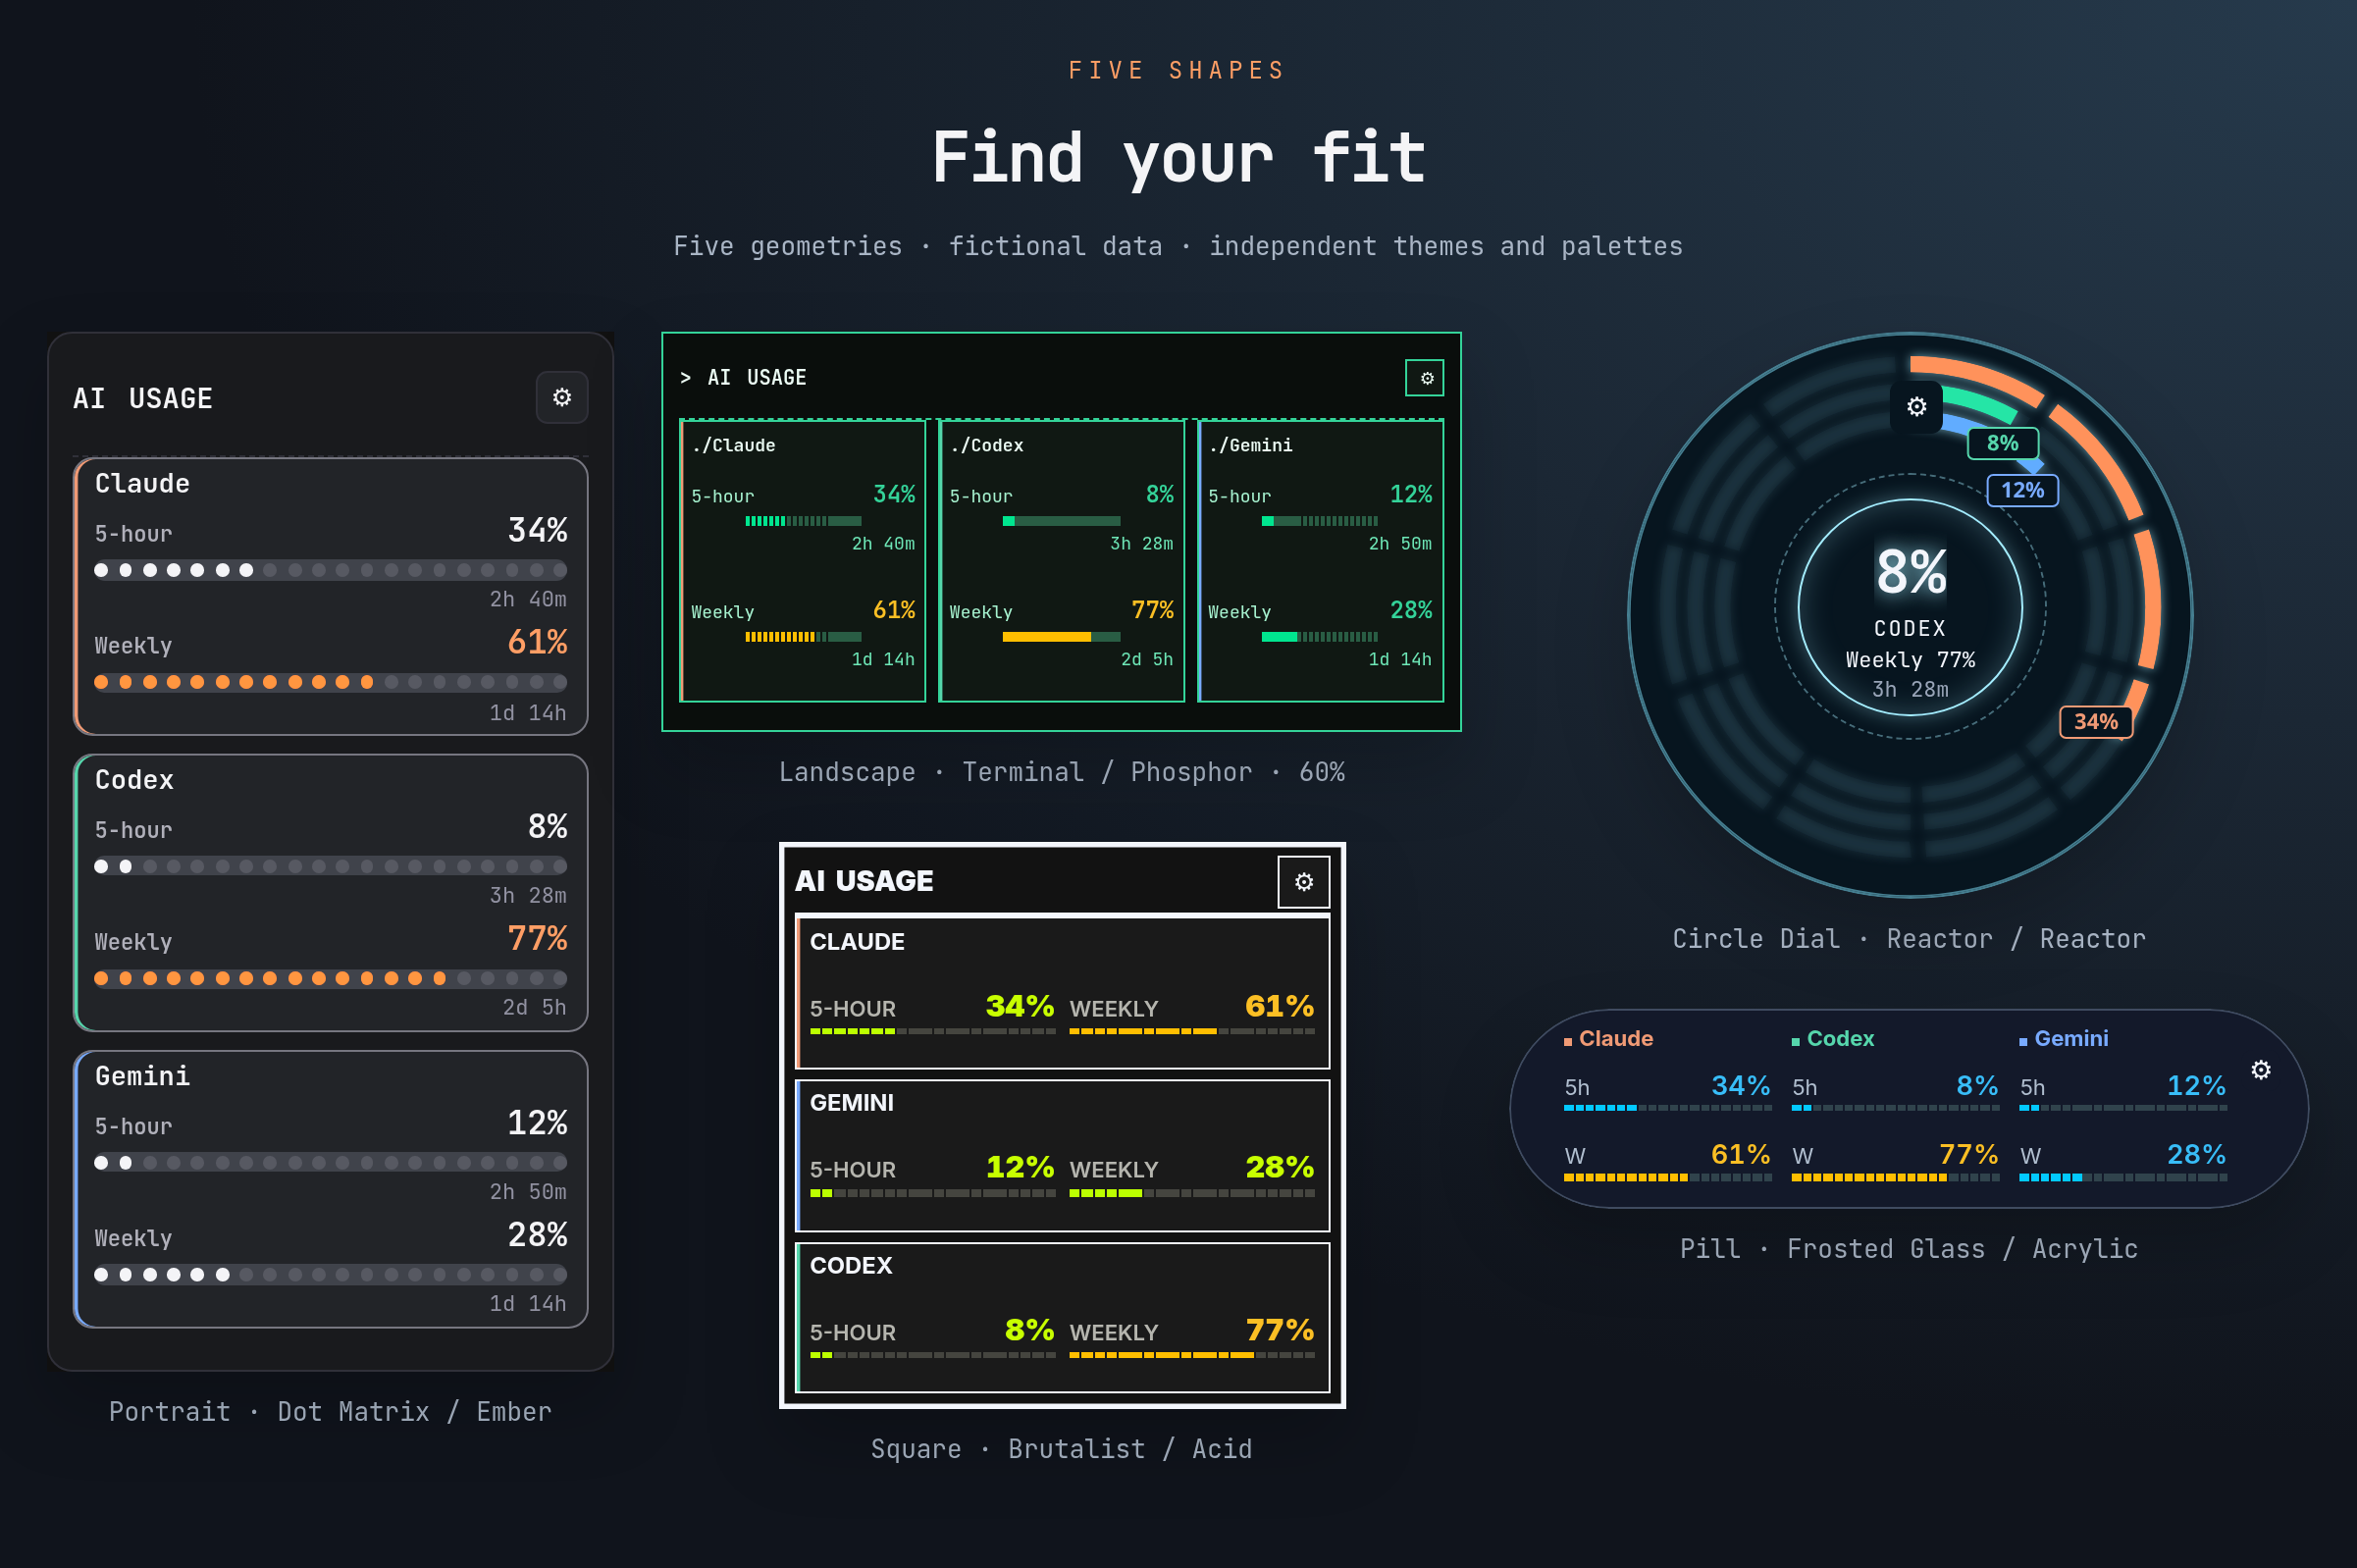 FIVE SHAPES
Find your fit
Five geometries · fictional data · independent themes and palettes
AI USAGE
Claude
5-hour 34%
2h 40m
Weekly 61%
1d 14h
Codex
5-hour 8%
3h 28m
Weekly 77%
2d 5h
Gemini
5-hour 12%
2h 50m
Weekly 28%
1d 14h
Portrait · Dot Matrix / Ember
> AI USAGE
./Claude
5-hour 34%
2h 40m
Weekly 61%
1d 14h
./Codex
5-hour 8%
3h 28m
Weekly 77%
2d 5h
./Gemini
5-hour 12%
2h 50m
Weekly 28%
1d 14h
Landscape · Terminal / Phosphor · 60%
AI USAGE
CLAUDE
5-HOUR 34% WEEKLY 61%
GEMINI
5-HOUR 12% WEEKLY 28%
CODEX
5-HOUR 8% WEEKLY 77%
Square · Brutalist / Acid
8%
12%
8%
CODEX
Weekly 77%
3h 28m
34%
Circle Dial · Reactor / Reactor
Claude Codex Gemini
5h 34% 5h 8% 5h 12%
W 61% W 77% W 28%
Pill · Frosted Glass / Acrylic